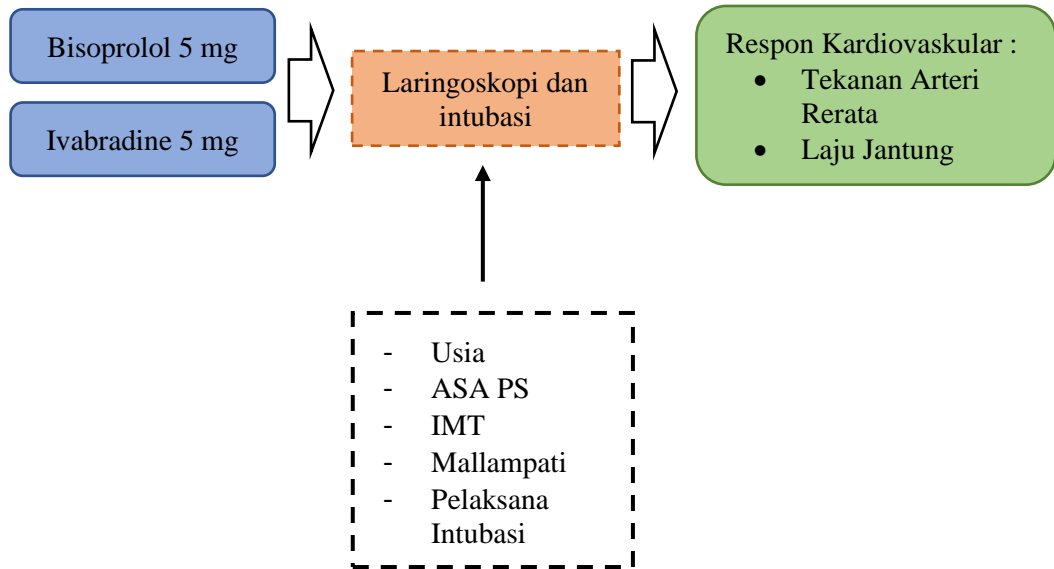 Bisoprolol 5 mg
Ivabradine 5 mg
Laringoskopi dan
intubasi
Respon Kardiovaskular :
• Tekanan Arteri
Rerata
• Laju Jantung
- Usia
- ASA PS
- IMT
- Mallampati
- Pelaksana
Intubasi